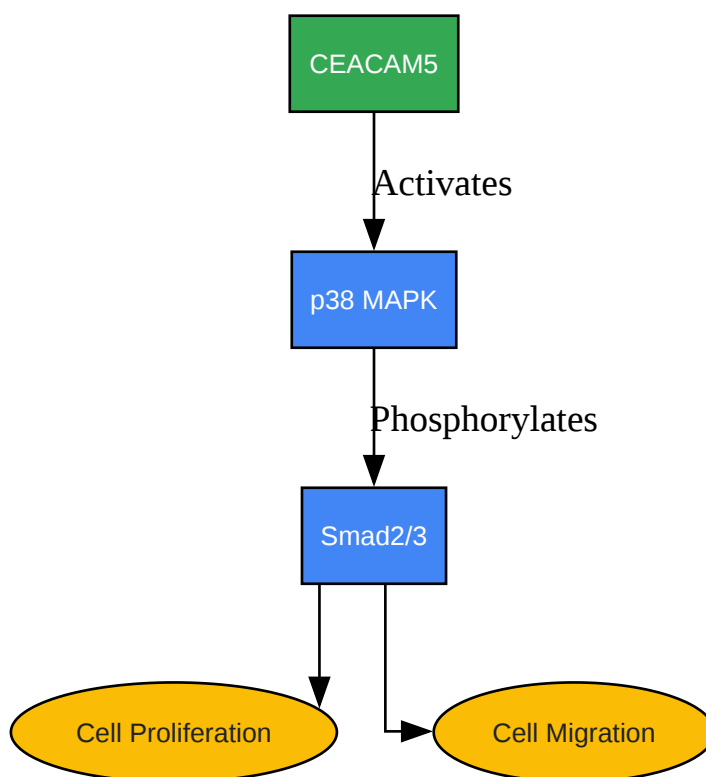 CEACAM5
Activates
p38 MAPK
Phosphorylates
Smad2/3
Cell Proliferation
Cell Migration